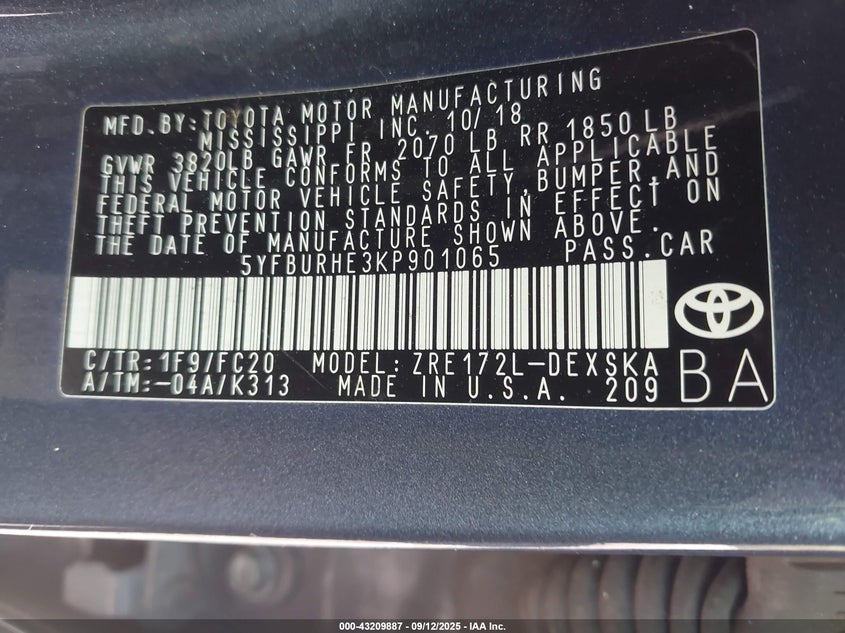 MFD. BY: TOYOTA MOTOR MANUFACTURING
MISSISSIPPI INC. 10/18
GVWR 3820LB GAWR FR 2070 LB RR 1850 LB
THIS VEHICLE CONFORMS TO ALL APPLICABLE
FEDERAL MOTOR VEHICLE SAFETY,BUMPER,AND
THEFT PREVENTION STANDARDS IN EFFECT ON
THE DATE OF MANUFACTURE SHOWN ABOVE.
5YFBURHE3KP901065 PASS.CAR
C/TR:1F9/FC20 MODEL:ZRE172L-DEXSKA
A/TM:-04A/K313 MADE IN U.S.A. 209
BA
000-43209887 - 09/12/2025 - IAA Inc.